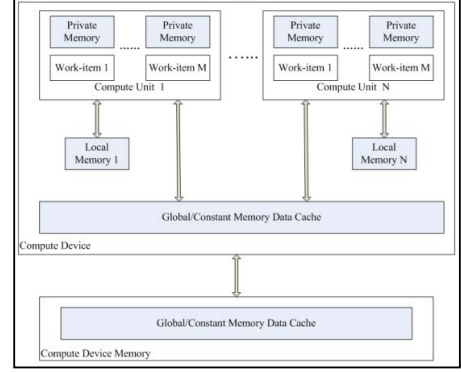 Private Memory
Private Memory
Private Memory
Private Memory
......
......
.......
Work-item 1
Work-item M
Work-item 1
Work-item M
Compute Unit 1
Compute Unit N
Local Memory 1
Local Memory N
Global/Constant Memory Data Cache
Compute Device
Global/Constant Memory Data Cache
Compute Device Memory